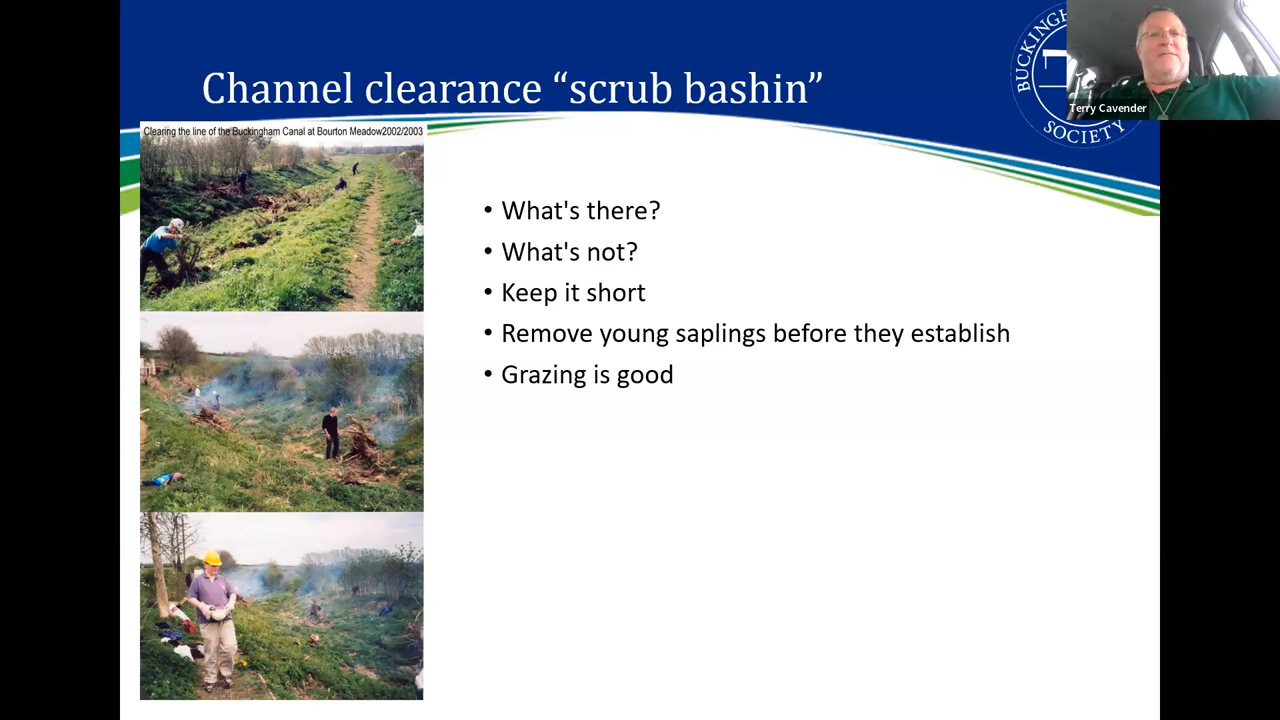 Channel clearance “scrub bashin”
BUCKINGH
SOCIETY
Terry Cavender
Clearing the line of the Buckingham Canal at Bourton Meadow2002/2003
• What's there?
• What's not?
• Keep it short
• Remove young saplings before they establish
• Grazing is good